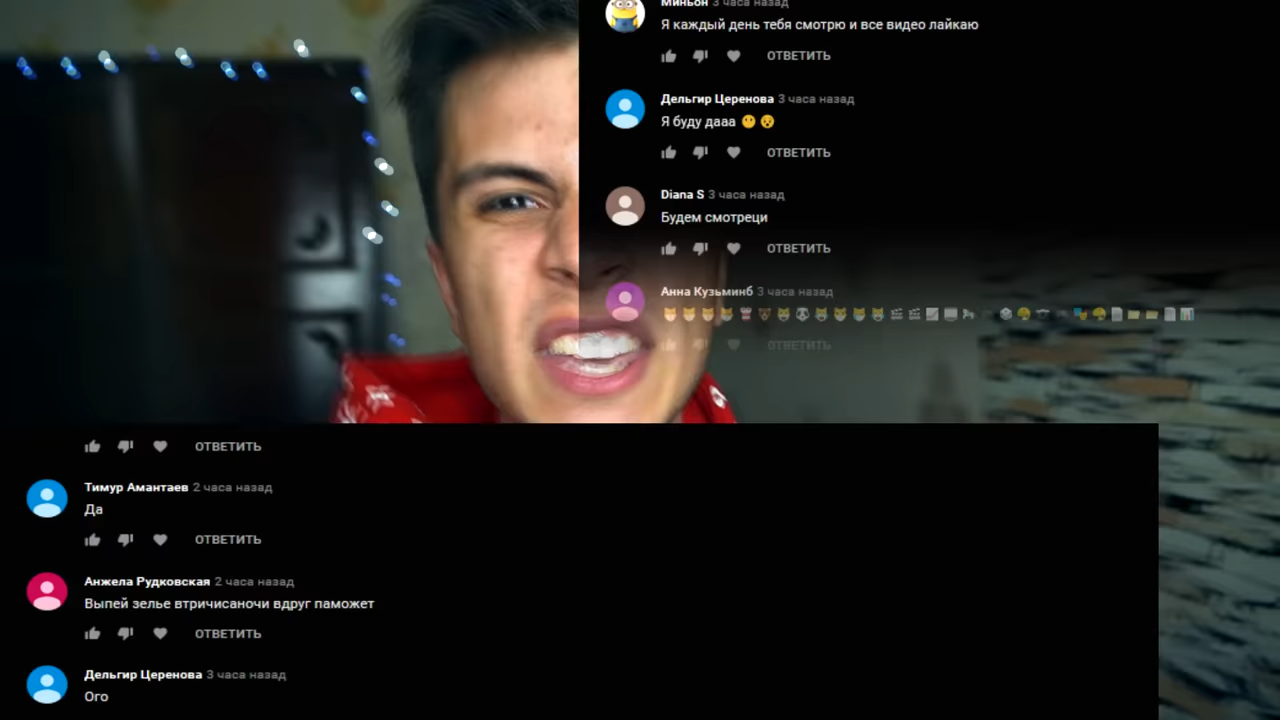 Миньон 3 часа назад
Я каждый день тебя смотрю и все видео лайкаю
ОТВЕТИТЬ
Дельгир Церенова 3 часа назад
Я буду дааа 😶😯
ОТВЕТИТЬ
Diana S 3 часа назад
Будем смотреци
ОТВЕТИТЬ
Анна Кузьминб 3 часа назад
ОТВЕТИТЬ
ОТВЕТИТЬ
Тимур Амантаев 2 часа назад
Да
ОТВЕТИТЬ
Анжела Рудковская 2 часа назад
Выпей зелье втричисаночи вдруг паможет
ОТВЕТИТЬ
Дельгир Церенова 3 часа назад
Ого